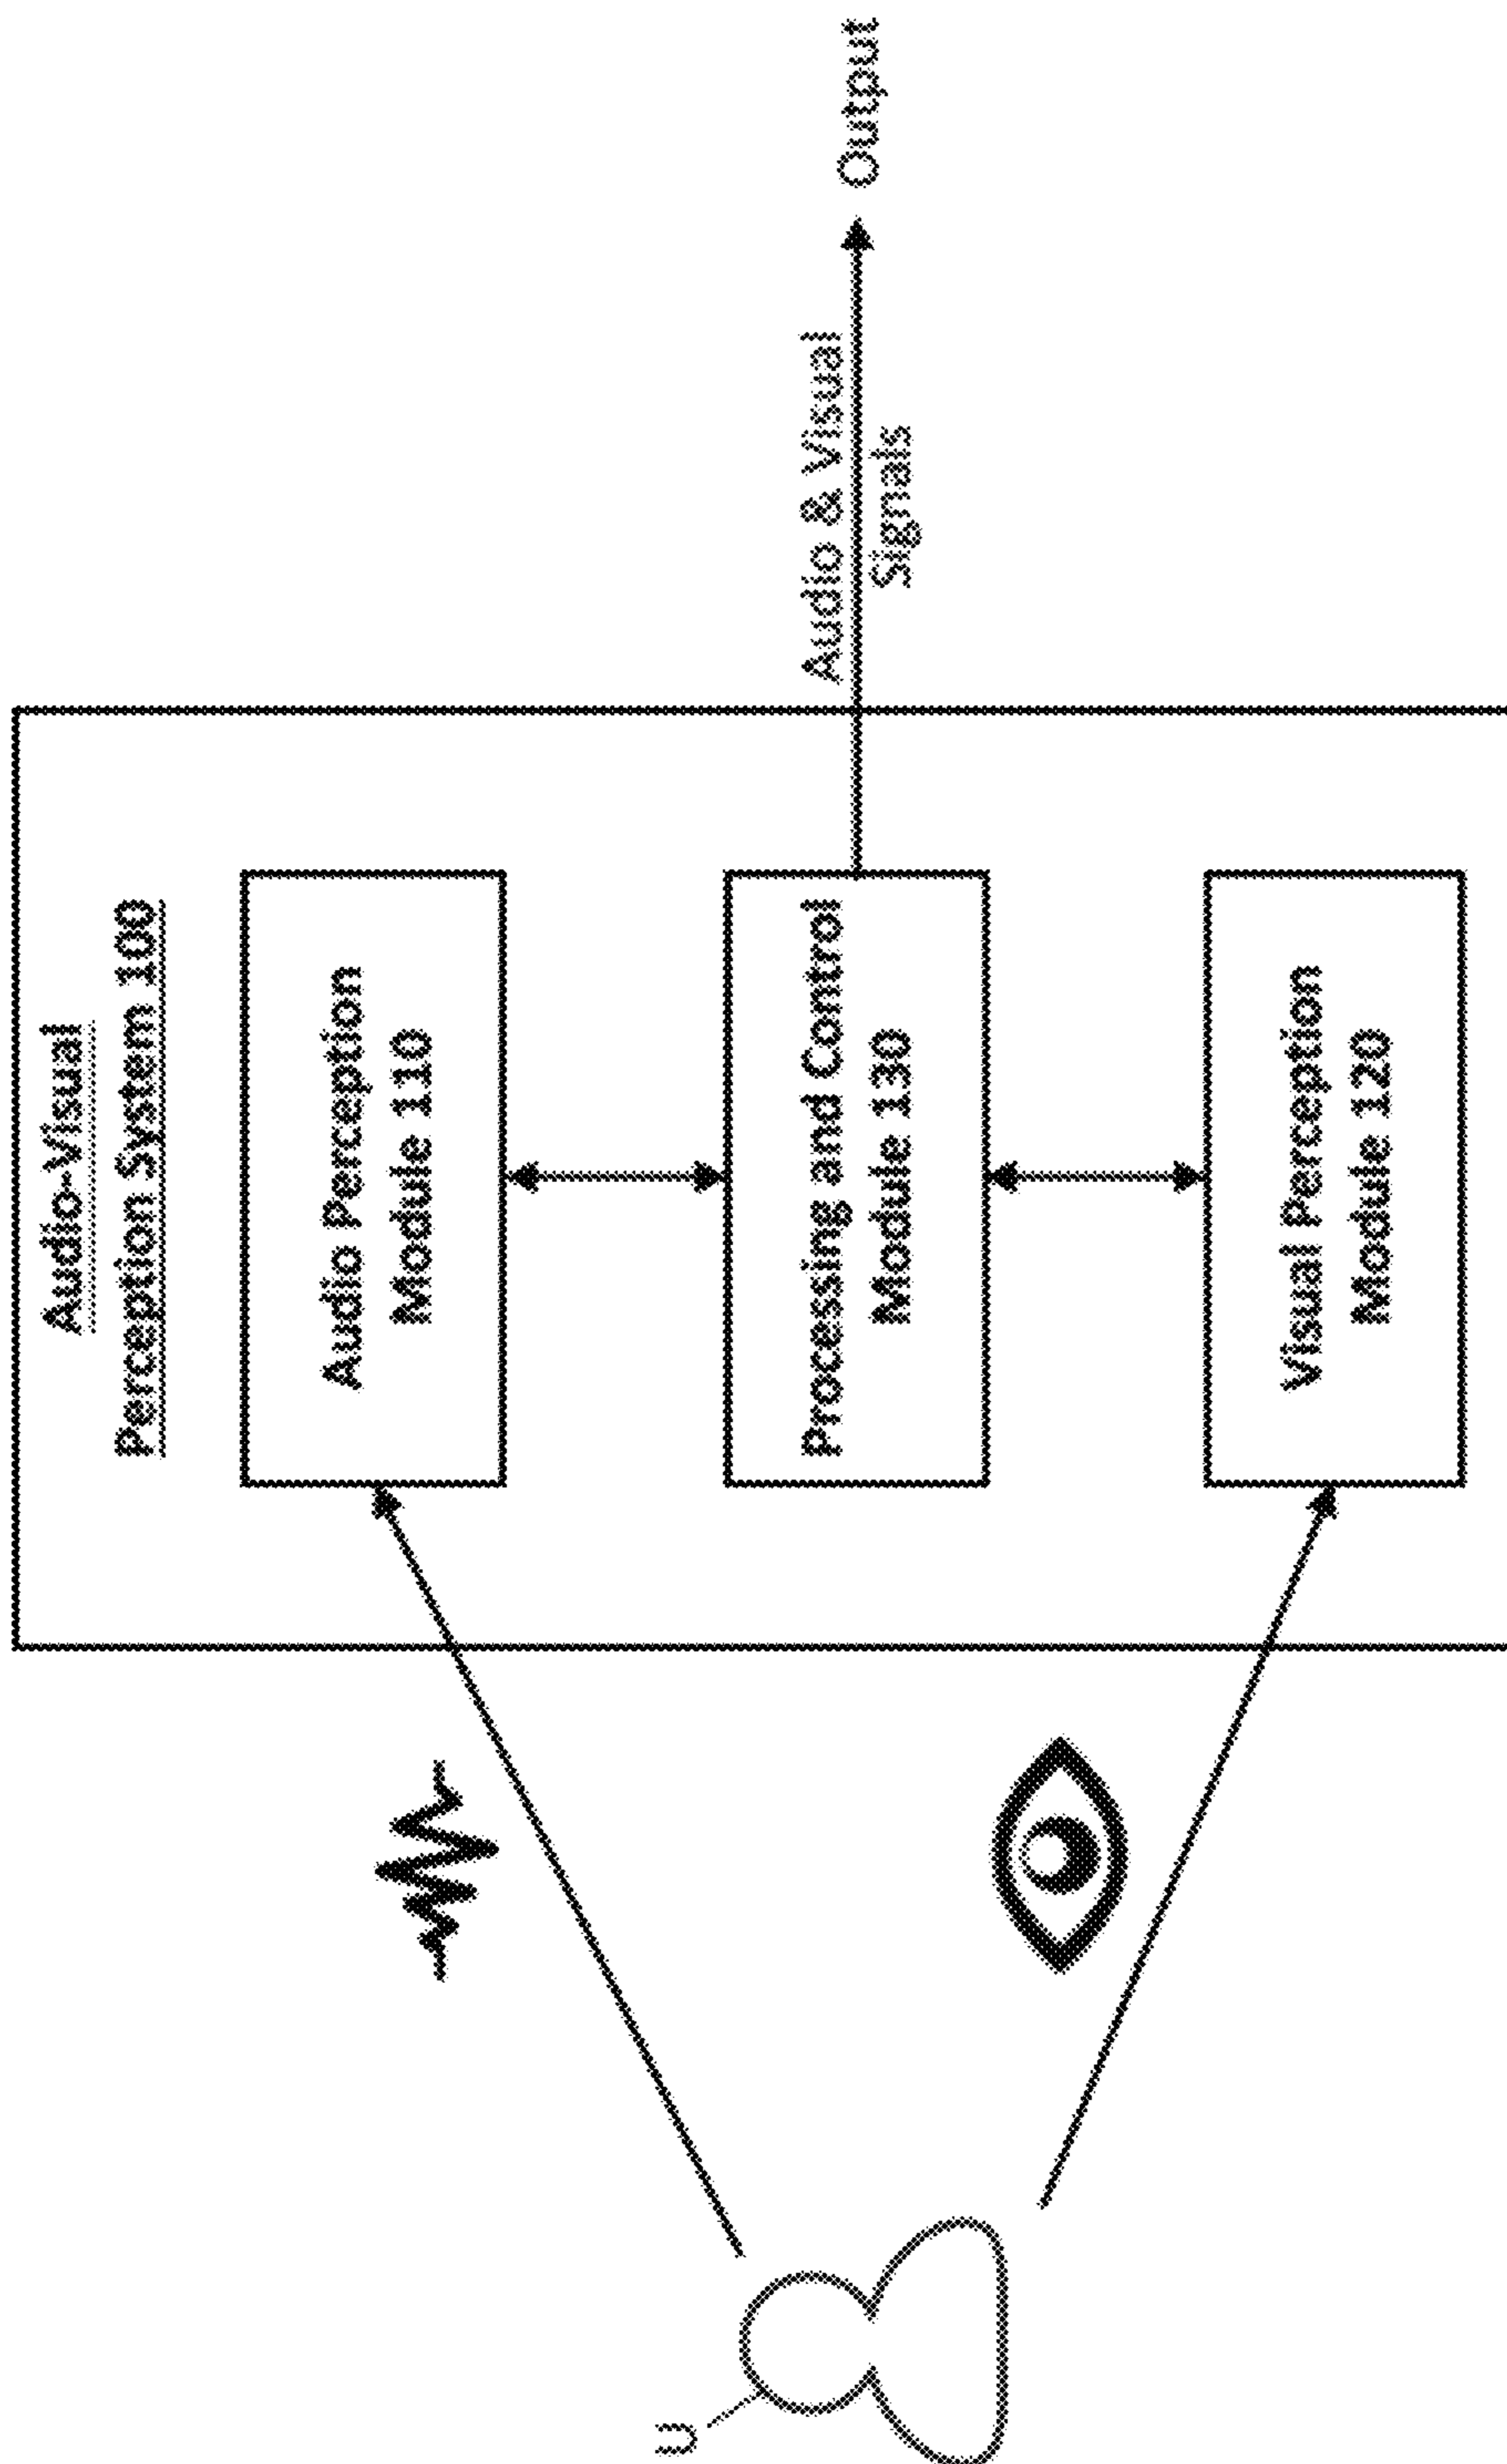 Audio-Visual
Perception System 100
Audio Perception
Module 110
Processing and Control
Module 130
Visual Perception
Module 120
Audio & Visual
Signals
Output
U